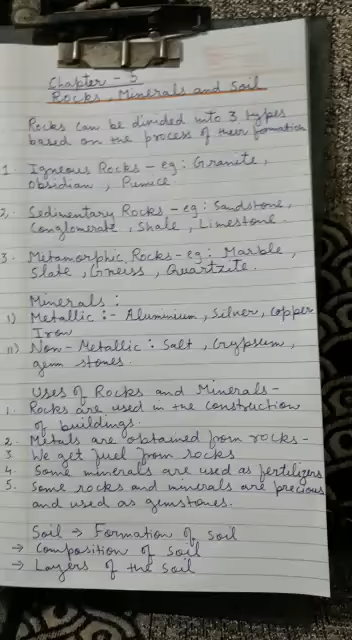 Chapter - 5
Rocks, Minerals and Soil
Rocks can be divided into 3 types
based on the process of their formation
1. Igneous Rocks - eg: Granite,
Obsidian, Pumice
2. Sedimentary Rocks - eg: Sandstone,
Conglomerate, Shale, Limestone.
3. Metamorphic Rocks - eg: Marble,
Slate, Gneiss, Quartzite.
Minerals:
i) Metallic :- Aluminium, Silver, Copper
Iron
ii) Non-Metallic : Salt, Gypsum,
gem stones.
Uses of Rocks and Minerals -
1. Rocks are used in the construction
of buildings.
2. Metals are obtained from rocks -
3. We get fuel from rocks
4. Some minerals are used as fertilizers
5. Some rocks and minerals are precious
and used as gemstones.
Soil → Formation of soil
→ Composition of soil
→ Layers of the soil